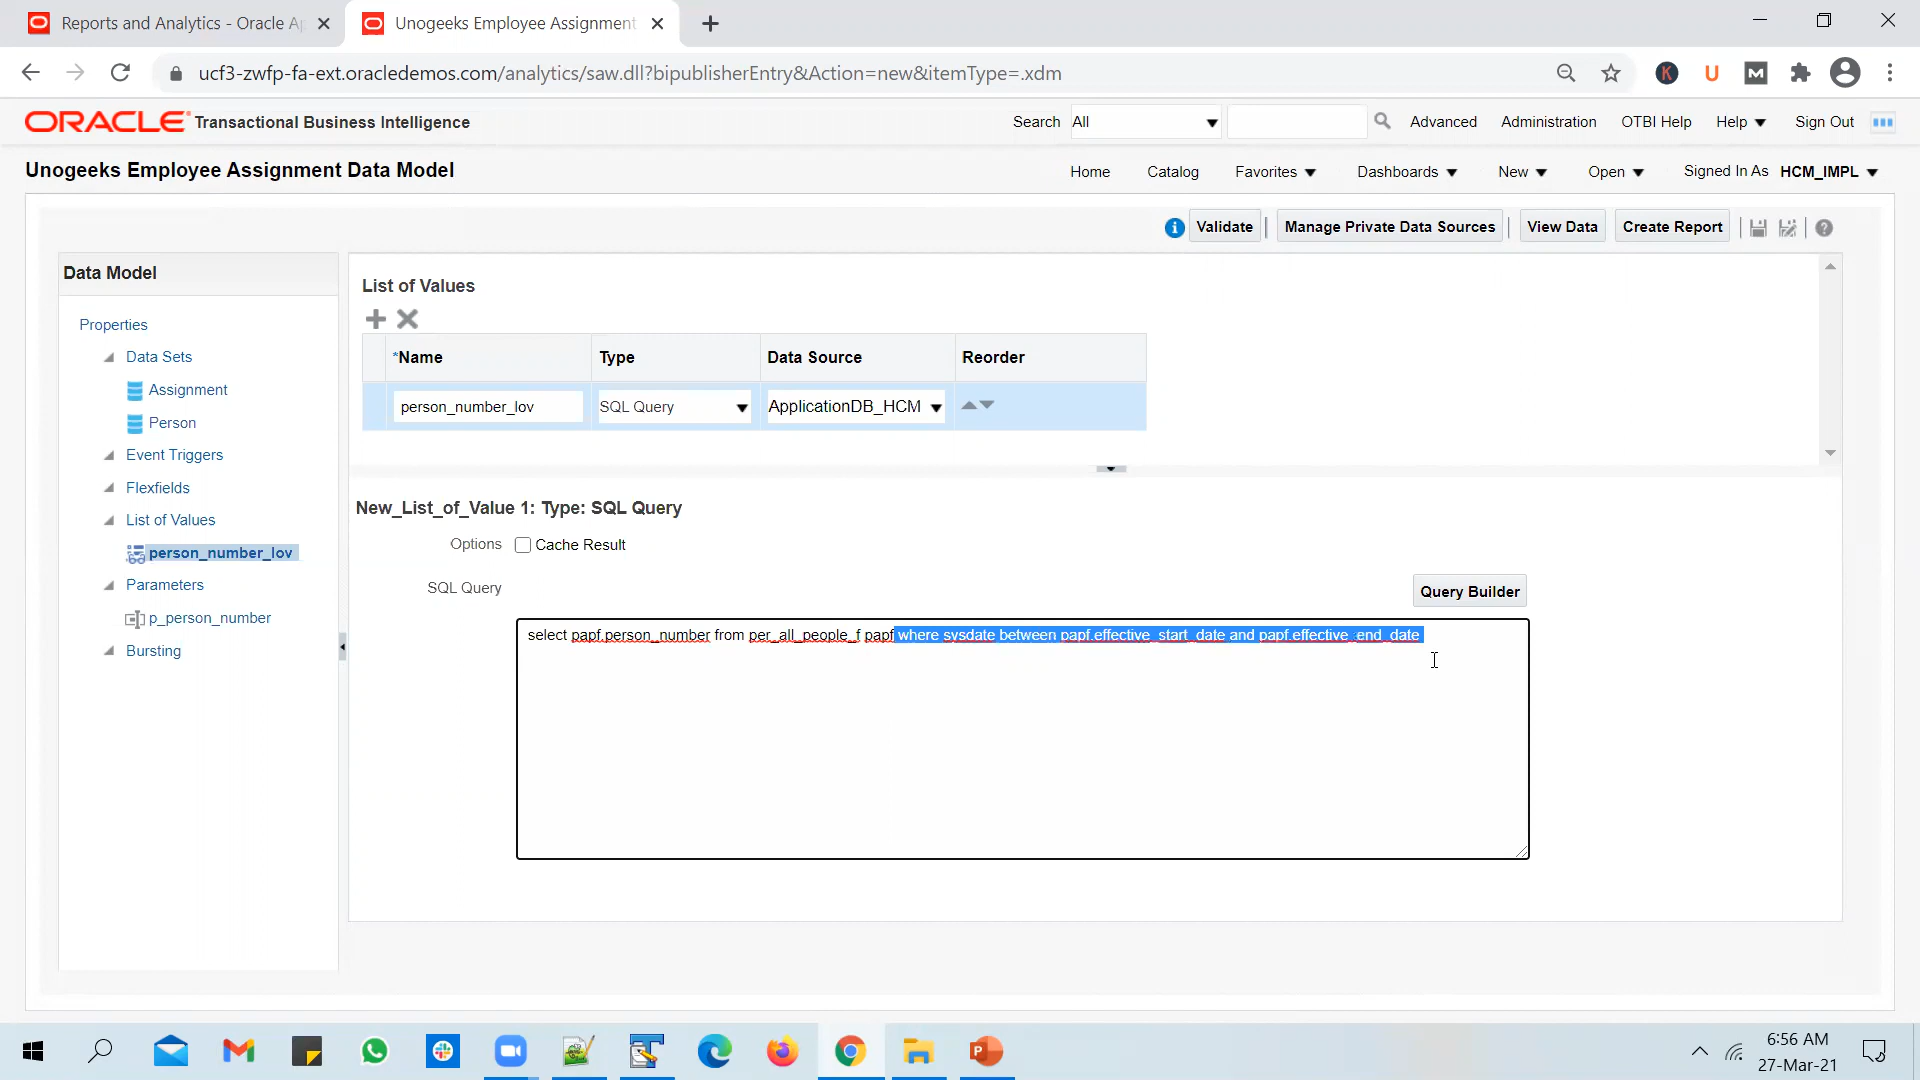 Reports and Analytics - Oracle Ap
Unogeeks Employee Assignment
ucf3-zwfp-fa-ext.oracledemos.com/analytics/saw.dll?bipublisherEntry&Action=new&itemType=.xdm
K U M
ORACLE Transactional Business Intelligence
Search All Advanced Administration OTBI Help Help Sign Out
Unogeeks Employee Assignment Data Model
Home Catalog Favorites Dashboards New Open Signed In As HCM_IMPL
Validate Manage Private Data Sources View Data Create Report
Data Model
Properties
Data Sets
Assignment
Person
Event Triggers
Flexfields
List of Values
person_number_lov
Parameters
p_person_number
Bursting
List of Values
*Name Type Data Source Reorder
person_number_lov SQL Query ApplicationDB_HCM
New_List_of_Value 1: Type: SQL Query
Options Cache Result
SQL Query
Query Builder
select papf.person_number from per_all_people_f papf where sysdate between papf.effective_start_date and papf.effective_end_date
6:56 AM
27-Mar-21